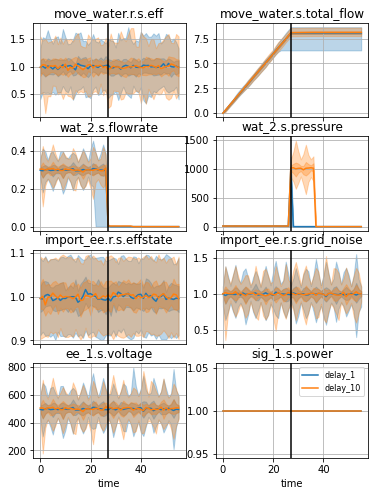 move_water.r.s.eff
move_water.s.total_flow
1.5
1.0
0.5
7.5
5.0
2.5
0.0
wat_2.s.flowrate
wat_2.s.pressure
0.4
0.2
0.0
1500
1000
500
0
import_ee.r.s.effstate
import_ee.r.s.grid_noise
1.1
1.0
0.9
1.5
1.0
0.5
ee_1.s.voltage
sig_1.s.power
800
600
400
200
1.05
1.00
0.95
delay_1
delay_10
0 20 40
0 20 40
time
time